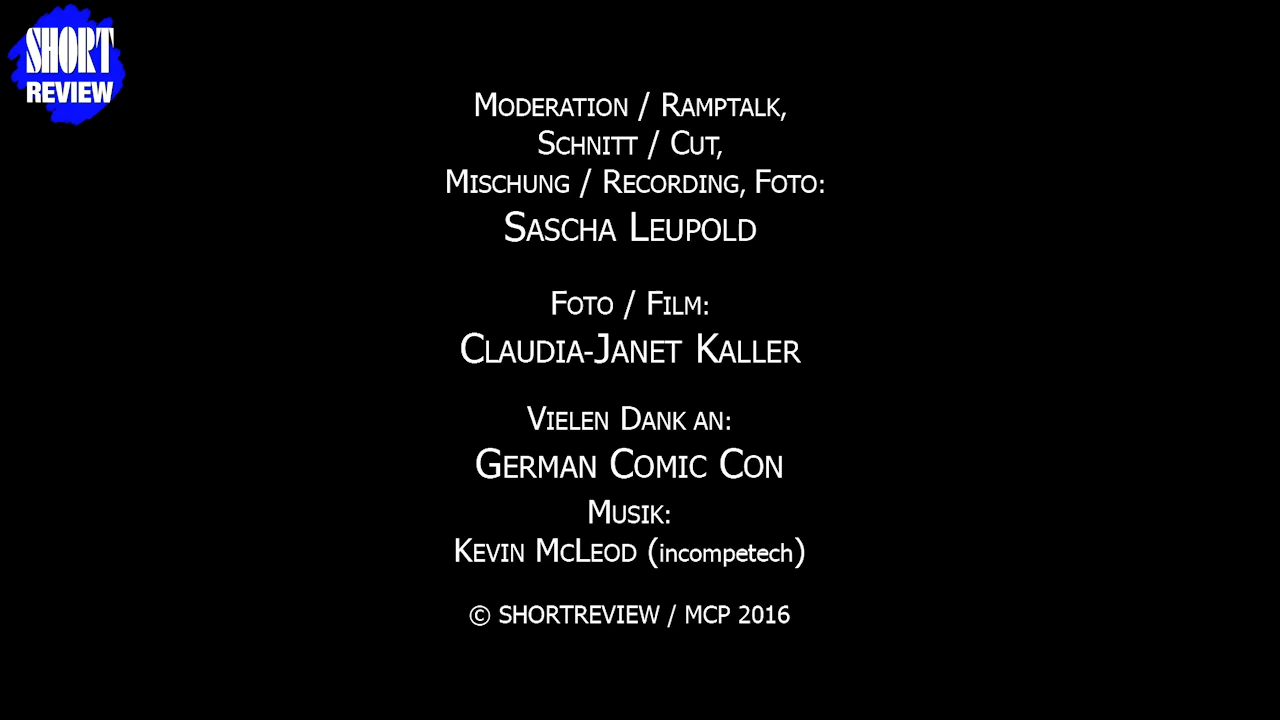 SHORT
REVIEW
Moderation / Ramptalk,
Schnitt / Cut,
Mischung / Recording, Foto:
Sascha Leupold
Foto / Film:
Claudia-Janet Kaller
Vielen Dank an:
German Comic Con
Musik:
Kevin McLeod (incompetech)
© SHORTREVIEW / MCP 2016